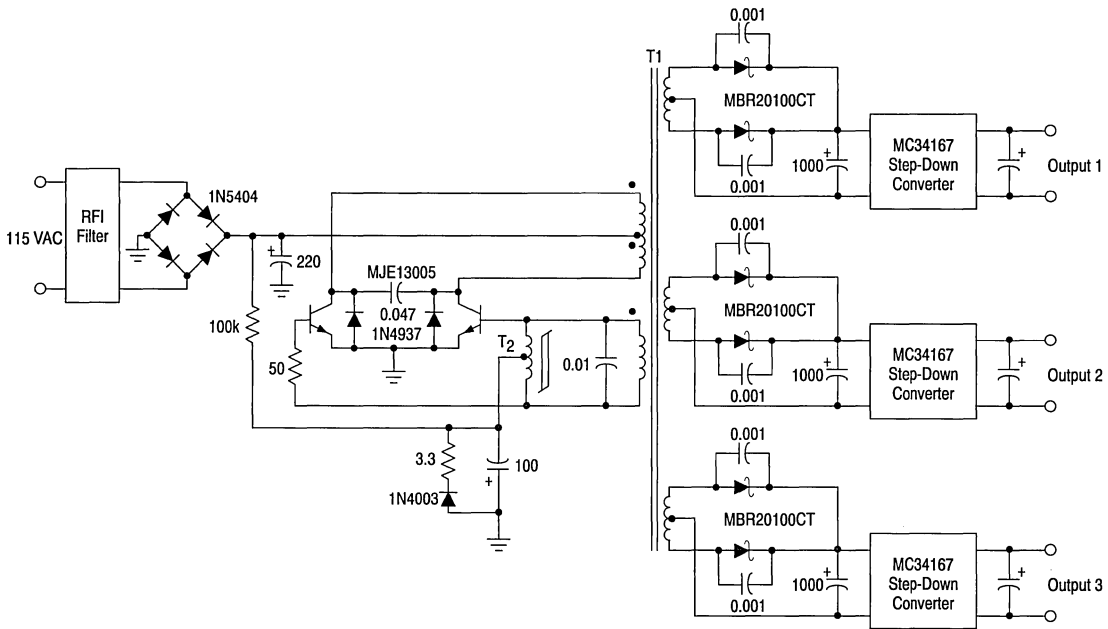 115 VAC
RFI
Filter
1N5404
220
100k
MJE13005
0.047
1N4937
50
T2
0.01
3.3
1N4003
100
T1
0.001
MBR20100CT
0.001
1000
MC34167
Step-Down
Converter
Output 1
0.001
MBR20100CT
0.001
1000
MC34167
Step-Down
Converter
Output 2
0.001
MBR20100CT
0.001
1000
MC34167
Step-Down
Converter
Output 3